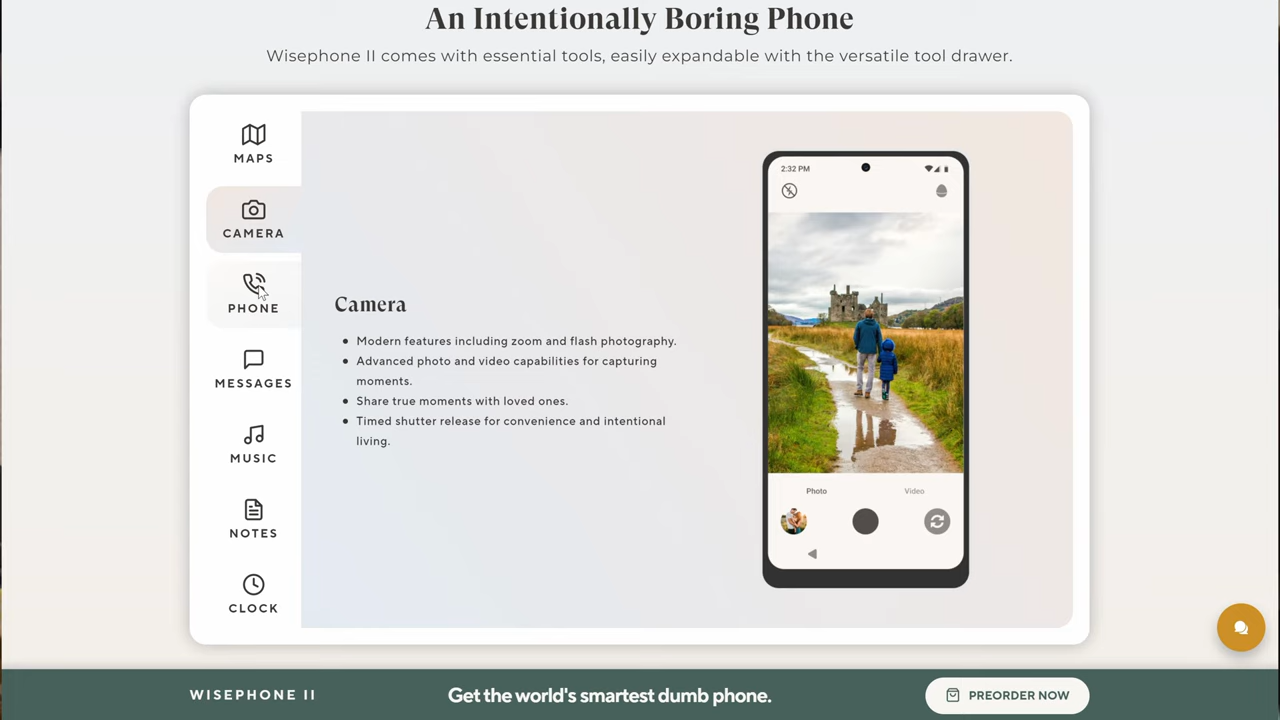 An Intentionally Boring Phone
Wisephone II comes with essential tools, easily expandable with the versatile tool drawer.
MAPS
CAMERA
PHONE
MESSAGES
MUSIC
NOTES
CLOCK
Camera
Modern features including zoom and flash photography.
Advanced photo and video capabilities for capturing
moments.
Share true moments with loved ones.
Timed shutter release for convenience and intentional
living.
2:32 PM
Photo
Video
WISEPHONE II
Get the world's smartest dumb phone.
PREORDER NOW